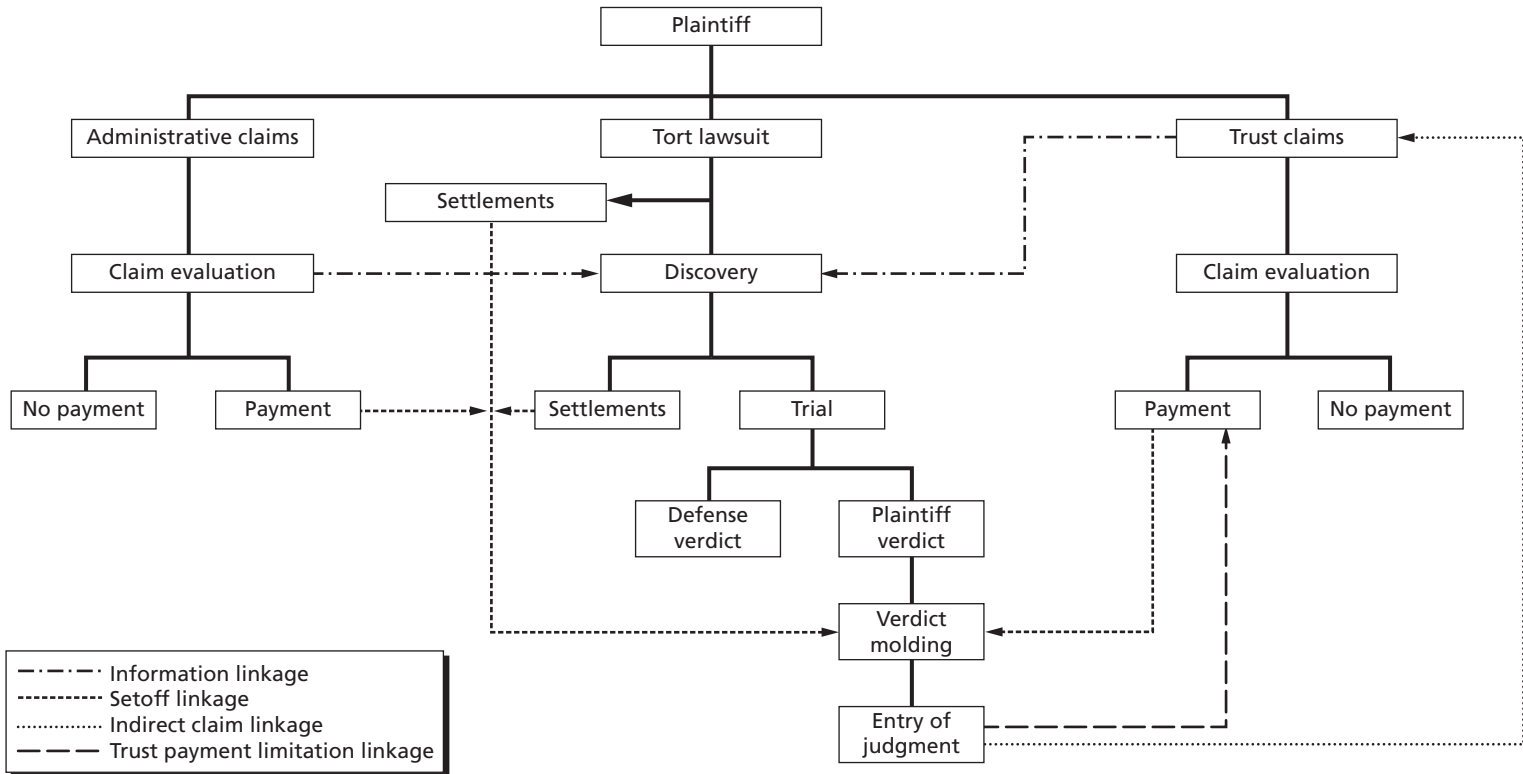 Plaintiff
Administrative claims
Tort lawsuit
Trust claims
Settlements
Claim evaluation
Discovery
Claim evaluation
No payment
Payment
Settlements
Trial
Payment
No payment
Defense
verdict
Plaintiff
verdict
Verdict
molding
Entry of
judgment
Information linkage
Setoff linkage
Indirect claim linkage
Trust payment limitation linkage